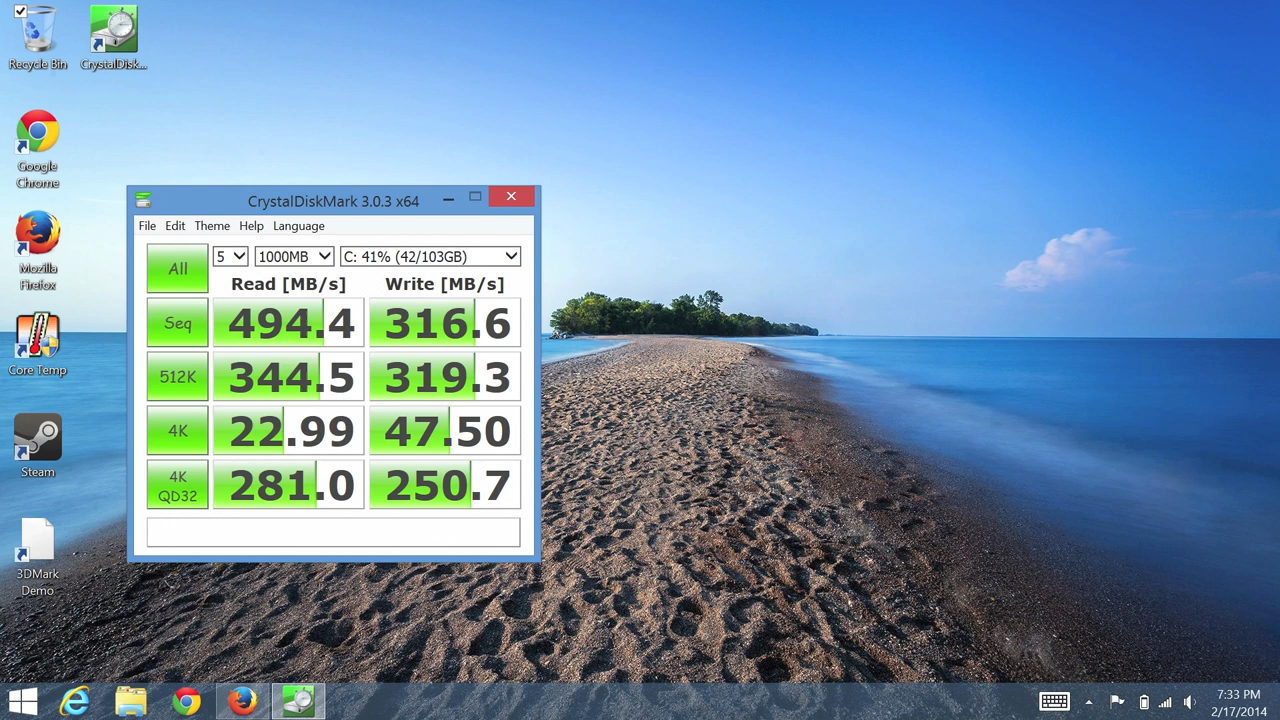 Recycle Bin
CrystalDisk...
Google
Chrome
Mozilla
Firefox
Core Temp
Steam
3DMark
Demo
CrystalDiskMark 3.0.3 x64
File Edit Theme Help Language
All 5 1000MB C: 41% (42/103GB)
Read [MB/s] Write [MB/s]
Seq 494.4 316.6
512K 344.5 319.3
4K 22.99 47.50
4K
QD32 281.0 250.7
7:33 PM
2/17/2014